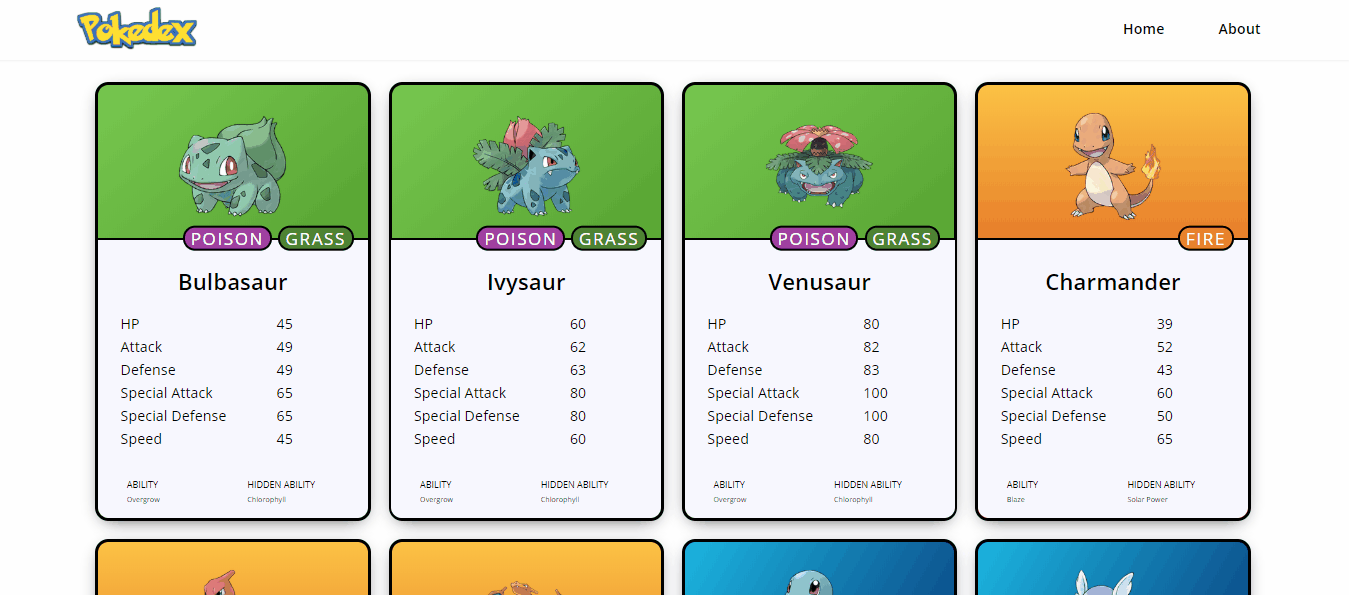 Pokedex
Home About
POISON GRASS
Bulbasaur
HP 45
Attack 49
Defense 49
Special Attack 65
Special Defense 65
Speed 45
ABILITY HIDDEN ABILITY
Overgrow Chlorophyll
POISON GRASS
Ivysaur
HP 60
Attack 62
Defense 63
Special Attack 80
Special Defense 80
Speed 60
ABILITY HIDDEN ABILITY
Overgrow Chlorophyll
POISON GRASS
Venusaur
HP 80
Attack 82
Defense 83
Special Attack 100
Special Defense 100
Speed 80
ABILITY HIDDEN ABILITY
Overgrow Chlorophyll
FIRE
Charmander
HP 39
Attack 52
Defense 43
Special Attack 60
Special Defense 50
Speed 65
ABILITY HIDDEN ABILITY
Blaze Solar Power